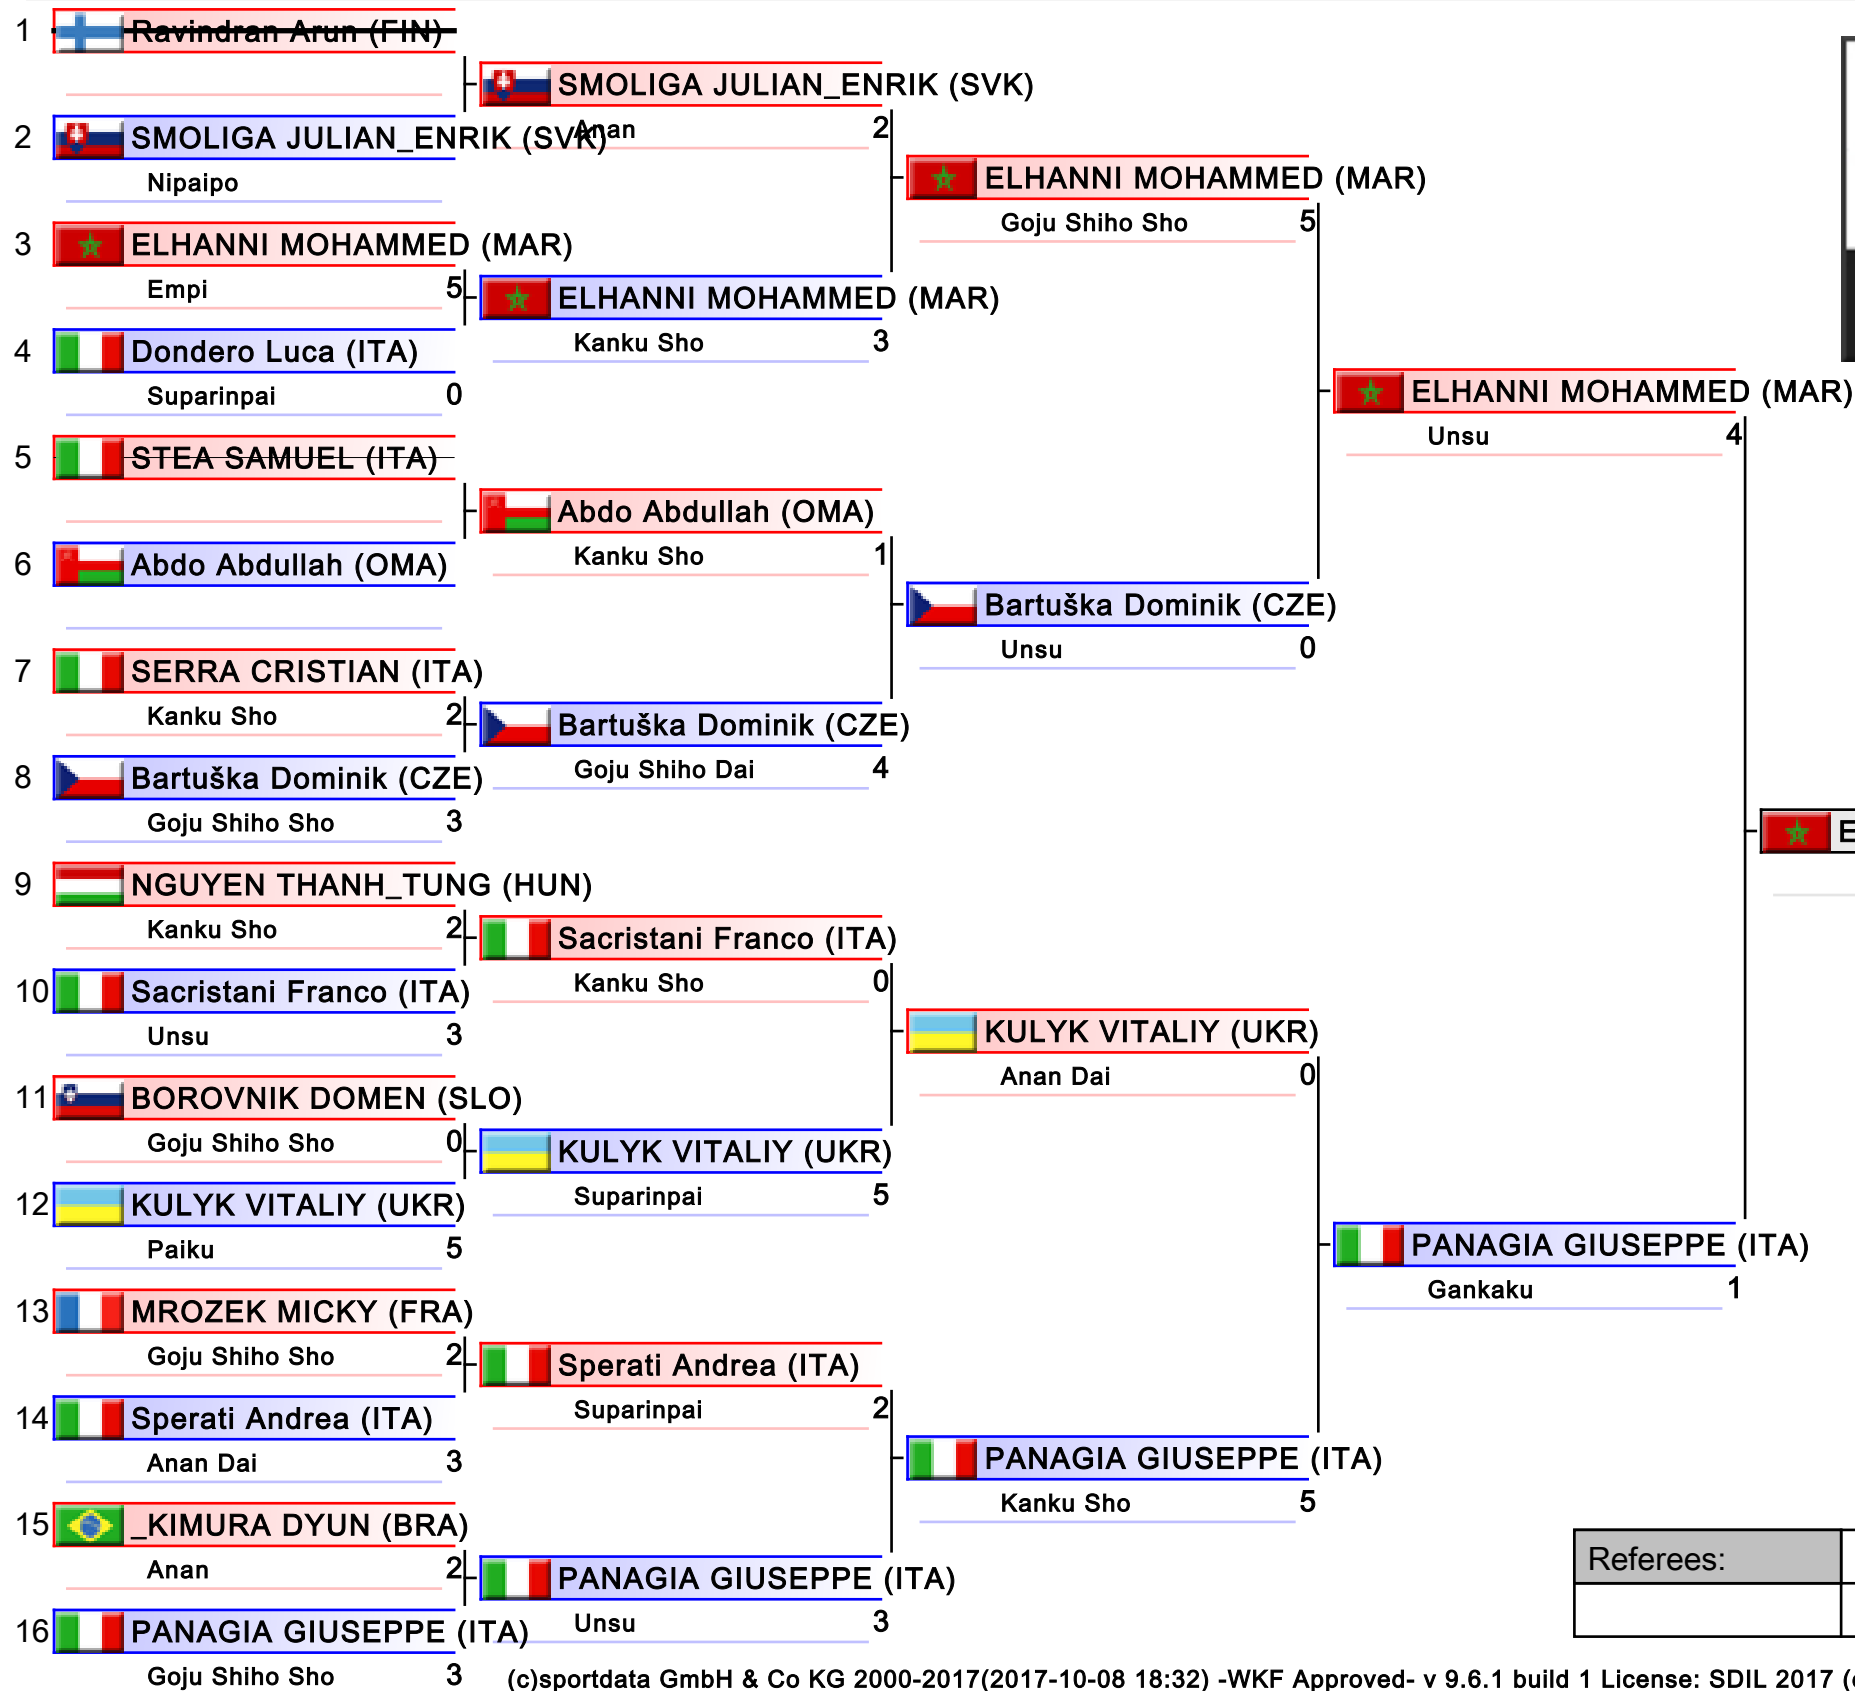 1 Ravindran Arun (FIN)
2 SMOLIGA JULIAN_ENRIK (SVK)
Nipaipo
3 ELHANNI MOHAMMED (MAR)
Empi 5
4 Dondero Luca (ITA)
Suparinpai 0
5 STEA SAMUEL (ITA)
6 Abdo Abdullah (OMA)
7 SERRA CRISTIAN (ITA)
Kanku Sho 2
8 Bartuška Dominik (CZE)
Goju Shiho Sho 3
9 NGUYEN THANH_TUNG (HUN)
Kanku Sho 2
10 Sacristani Franco (ITA)
Unsu 3
11 BOROVNIK DOMEN (SLO)
Goju Shiho Sho 0
12 KULYK VITALIY (UKR)
Paiku 5
13 MROZEK MICKY (FRA)
Goju Shiho Sho 2
14 Sperati Andrea (ITA)
Anan Dai 3
15 _KIMURA DYUN (BRA)
Anan 2
16 PANAGIA GIUSEPPE (ITA)
Goju Shiho Sho 3
SMOLIGA JULIAN_ENRIK (SVK)
Anan 2
ELHANNI MOHAMMED (MAR)
Kanku Sho 3
Abdo Abdullah (OMA)
Kanku Sho 1
Bartuška Dominik (CZE)
Goju Shiho Dai 4
Sacristani Franco (ITA)
Kanku Sho 0
KULYK VITALIY (UKR)
Suparinpai 5
Sperati Andrea (ITA)
Suparinpai 2
PANAGIA GIUSEPPE (ITA)
Unsu 3
ELHANNI MOHAMMED (MAR)
Goju Shiho Sho 5
Bartuška Dominik (CZE)
Unsu 0
KULYK VITALIY (UKR)
Anan Dai 0
PANAGIA GIUSEPPE (ITA)
Kanku Sho 5
ELHANNI MOHAMMED (MAR)
Unsu 4
PANAGIA GIUSEPPE (ITA)
Gankaku 1
E
Referees:
(c)sportdata GmbH & Co KG 2000-2017(2017-10-08 18:32) -WKF Approved- v 9.6.1 build 1 License: SDIL 2017 (